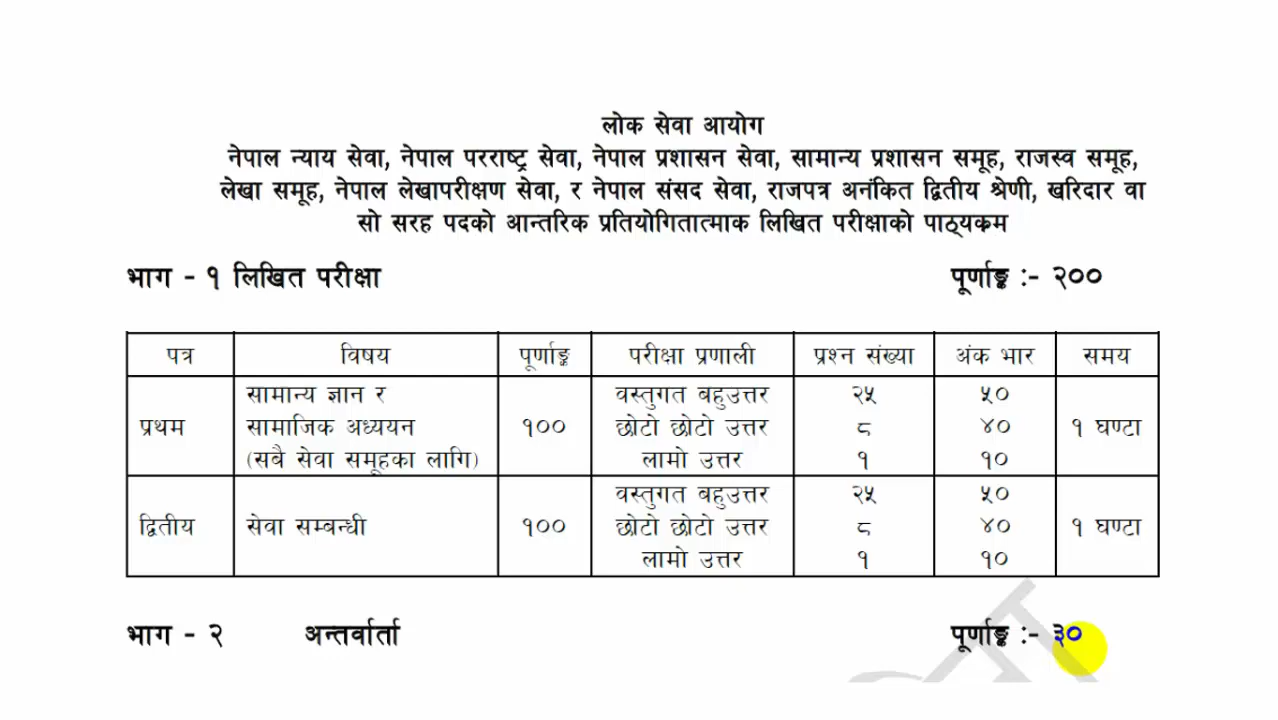 लोक सेवा आयोग
नेपाल न्याय सेवा, नेपाल परराष्ट्र सेवा, नेपाल प्रशासन सेवा, सामान्य प्रशासन समूह, राजस्व समूह,
लेखा समूह, नेपाल लेखापरीक्षण सेवा, र नेपाल संसद सेवा, राजपत्र अनंकित द्वितीय श्रेणी, खरिदार वा
सो सरह पदको आन्तरिक प्रतियोगितात्माक लिखित परीक्षाको पाठ्यक्रम
भाग - १ लिखित परीक्षा पूर्णाङ्क :- २००
पत्र विषय पूर्णाङ्क परीक्षा प्रणाली प्रश्न संख्या अंक भार समय
सामान्य ज्ञान र वस्तुगत बहुउत्तर २५ ५०
प्रथम सामाजिक अध्ययन १०० छोटो छोटो उत्तर ८ ४० १ घण्टा
(सबै सेवा समूहका लागि) लामो उत्तर १ १०
वस्तुगत बहुउत्तर २५ ५०
द्वितीय सेवा सम्बन्धी १०० छोटो छोटो उत्तर ८ ४० १ घण्टा
लामो उत्तर १ १०
भाग - २ अन्तर्वार्ता पूर्णाङ्क :- ३०